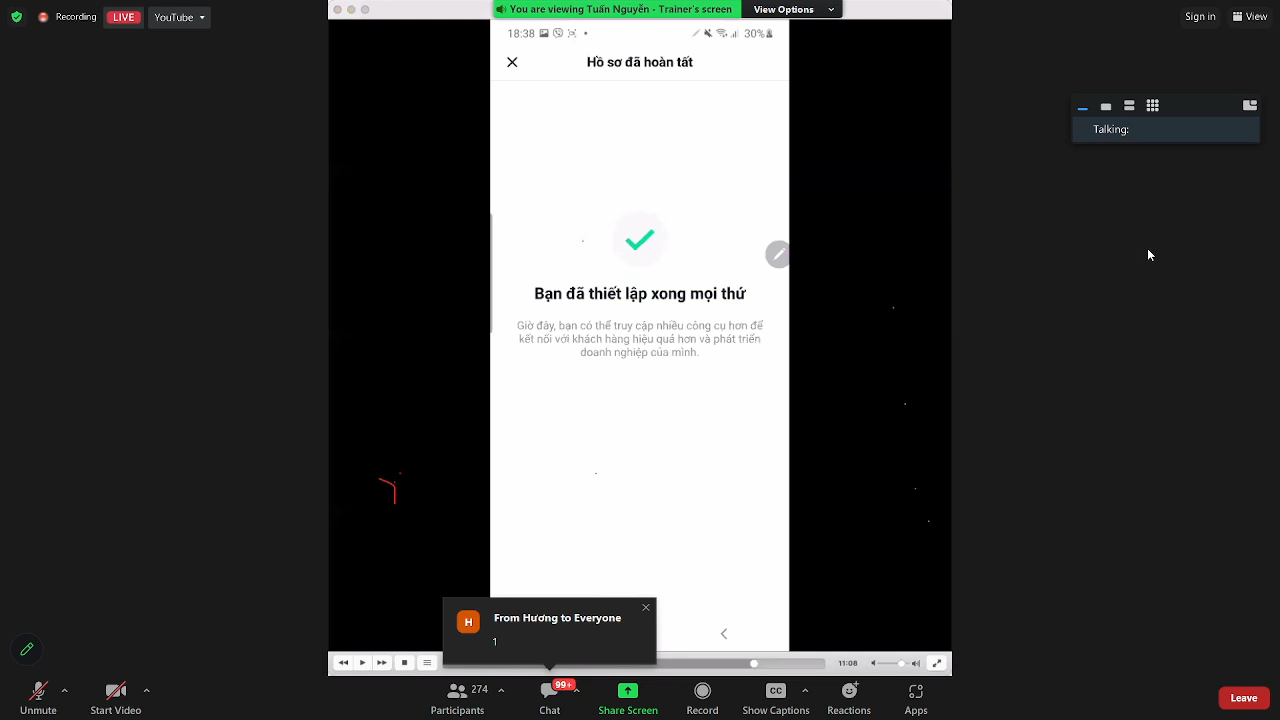 Recording
LIVE
YouTube
You are viewing Tuấn Nguyễn - Trainer's screen
View Options
Sign in
View
18:38
30%
Hồ sơ đã hoàn tất
Talking:
Bạn đã thiết lập xong mọi thứ
Giờ đây, bạn có thể truy cập nhiều công cụ hơn để
kết nối với khách hàng hiệu quả hơn và phát triển
doanh nghiệp của mình.
H
From Hương to Everyone
1
11:08
Unmute
Start Video
274
Participants
99+
Chat
Share Screen
Record
CC
Show Captions
Reactions
Apps
Leave